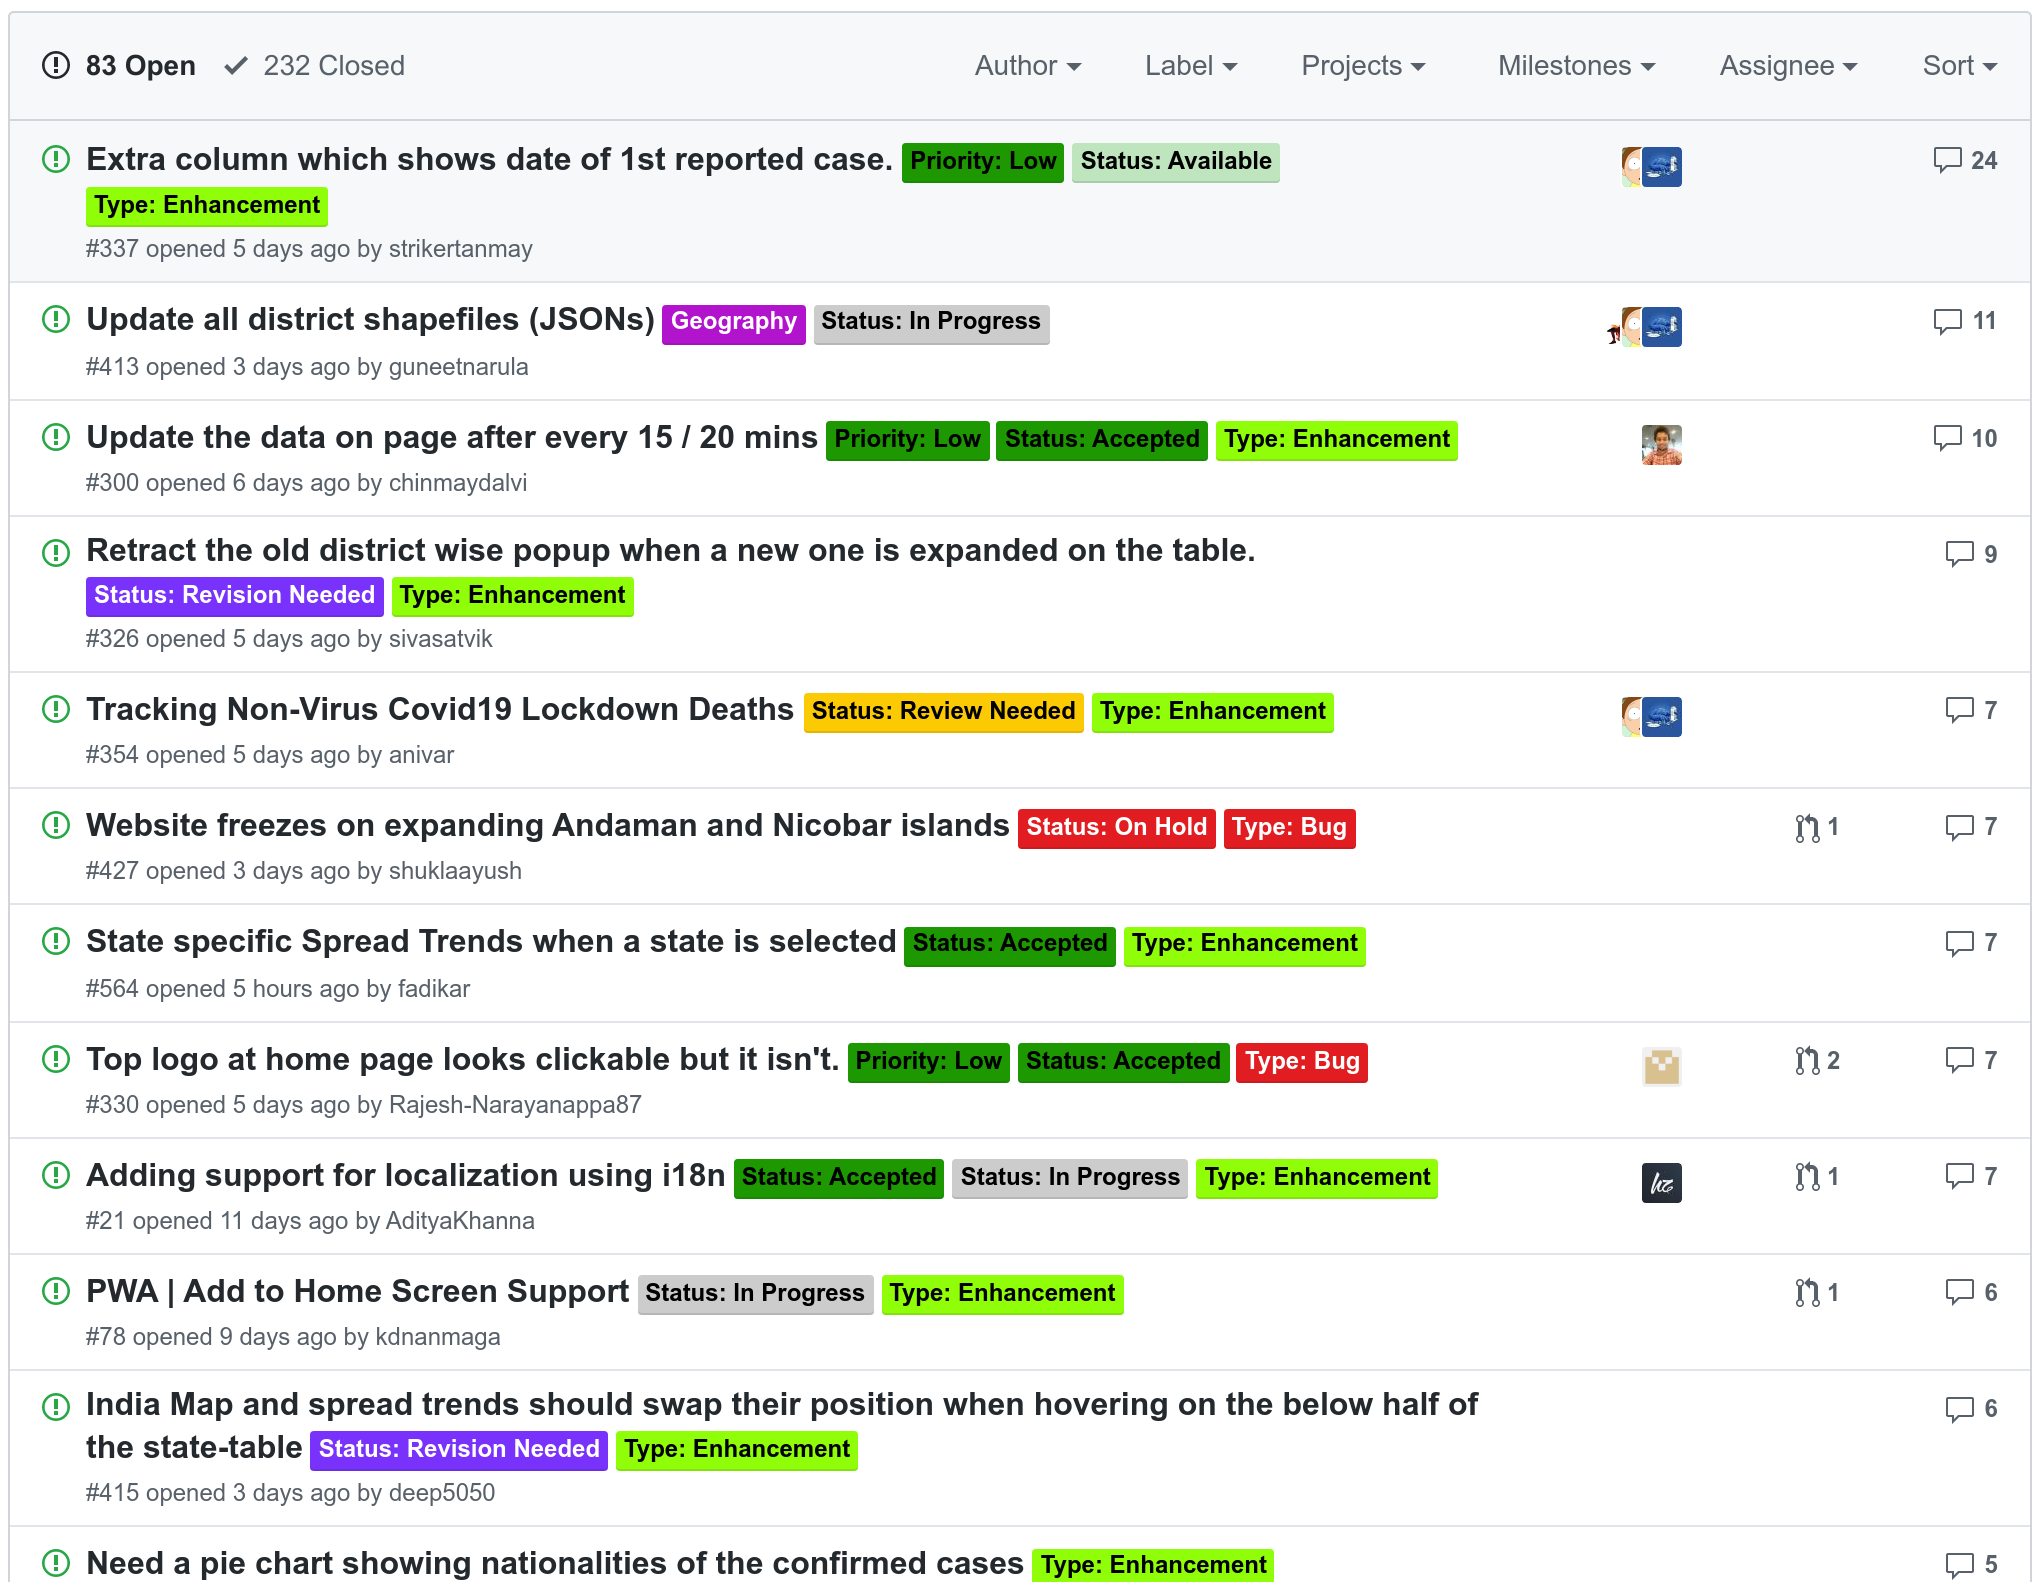 83 Open 232 Closed Author Label Projects Milestones Assignee Sort
Extra column which shows date of 1st reported case. Priority: Low Status: Available 24
Type: Enhancement
#337 opened 5 days ago by strikertanmay
Update all district shapefiles (JSONs) Geography Status: In Progress 11
#413 opened 3 days ago by guneetnarula
Update the data on page after every 15 / 20 mins Priority: Low Status: Accepted Type: Enhancement 10
#300 opened 6 days ago by chinmaydalvi
Retract the old district wise popup when a new one is expanded on the table. 9
Status: Revision Needed Type: Enhancement
#326 opened 5 days ago by sivasatvik
Tracking Non-Virus Covid19 Lockdown Deaths Status: Review Needed Type: Enhancement 7
#354 opened 5 days ago by anivar
Website freezes on expanding Andaman and Nicobar islands Status: On Hold Type: Bug 1 7
#427 opened 3 days ago by shuklaayush
State specific Spread Trends when a state is selected Status: Accepted Type: Enhancement 7
#564 opened 5 hours ago by fadikar
Top logo at home page looks clickable but it isn't. Priority: Low Status: Accepted Type: Bug 2 7
#330 opened 5 days ago by Rajesh-Narayanappa87
Adding support for localization using i18n Status: Accepted Status: In Progress Type: Enhancement 1 7
#21 opened 11 days ago by AdityaKhanna
PWA | Add to Home Screen Support Status: In Progress Type: Enhancement 1 6
#78 opened 9 days ago by kdnanmaga
India Map and spread trends should swap their position when hovering on the below half of 6
the state-table Status: Revision Needed Type: Enhancement
#415 opened 3 days ago by deep5050
Need a pie chart showing nationalities of the confirmed cases Type: Enhancement 5